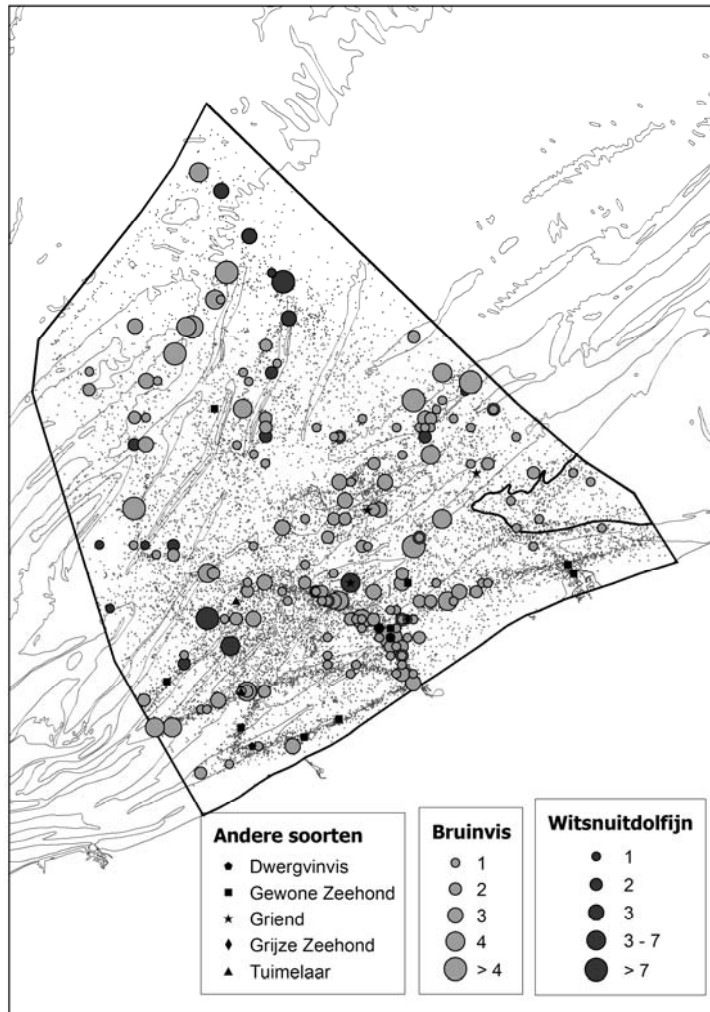 Andere soorten
Dwergvinvis
Gewone Zeehond
Griend
Grijze Zeehond
Tuimelaar
Bruinvis
1
2
3
4
> 4
Witsnuitdolfijn
1
2
3
3 - 7
> 7